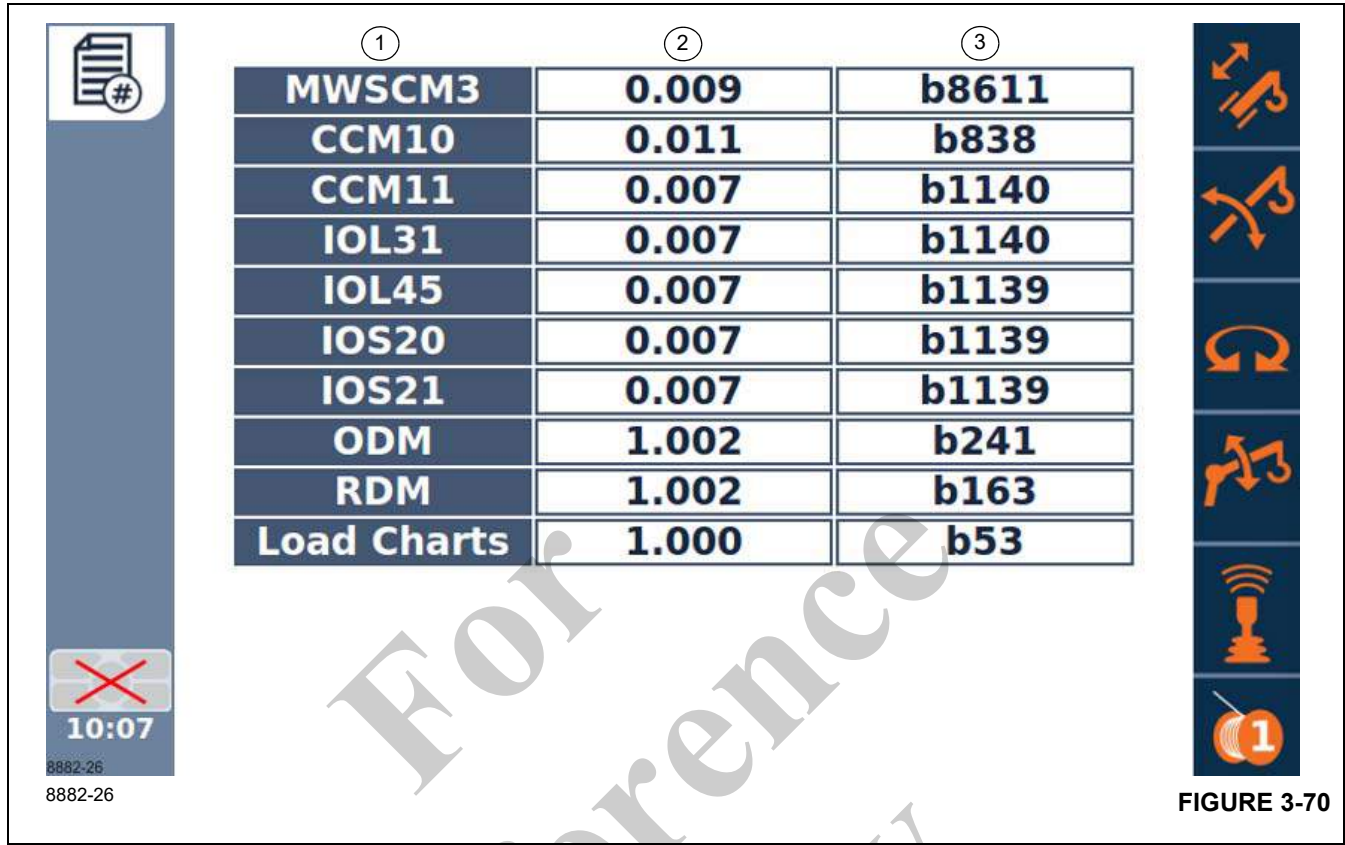 #
1 2 3
MWSCM3 0.009 b8611
CCM10 0.011 b838
CCM11 0.007 b1140
IOL31 0.007 b1140
IOL45 0.007 b1139
IOS20 0.007 b1139
IOS21 0.007 b1139
ODM 1.002 b241
RDM 1.002 b163
Load Charts 1.000 b53
For
10:07
1
8882-26
8882-26
FIGURE 3-70